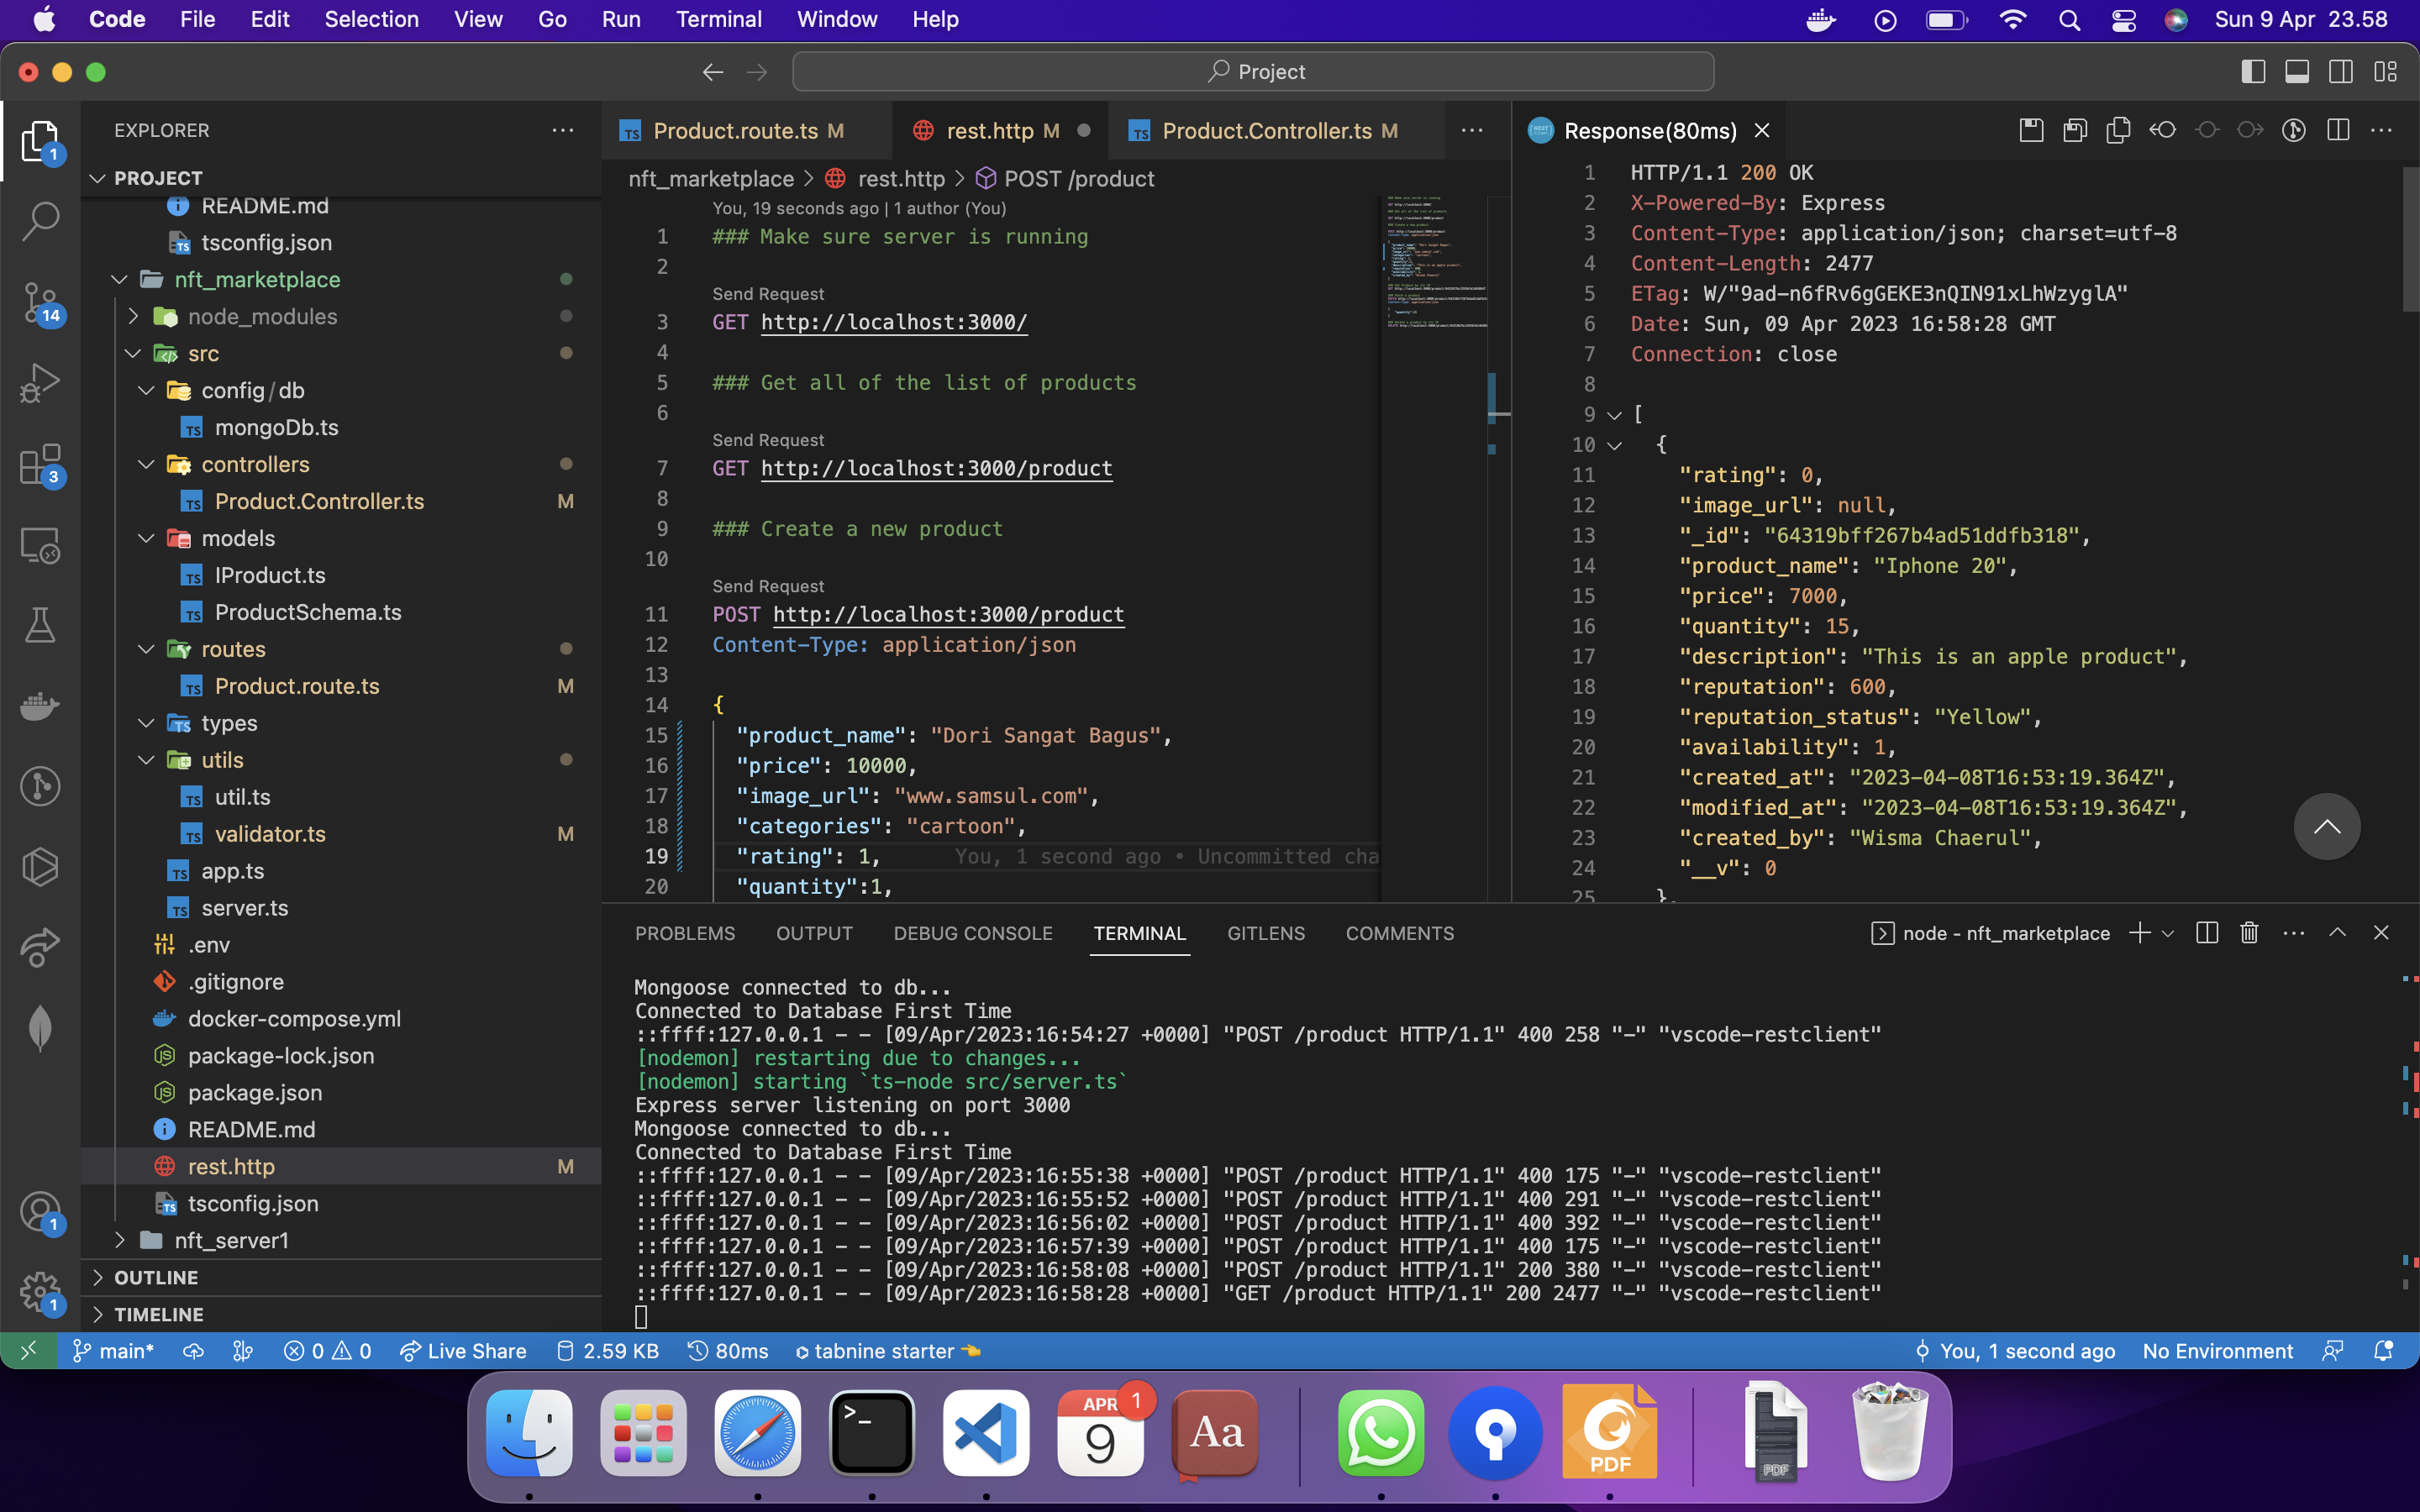 Code File Edit Selection View Go Run Terminal Window Help Sun 9 Apr 23.58
Project
EXPLORER
PROJECT
README.md
tsconfig.json
nft_marketplace
node_modules
src
config/db
mongoDb.ts
controllers
Product.Controller.ts M
models
IProduct.ts
ProductSchema.ts
routes
Product.route.ts M
types
utils
util.ts
validator.ts M
app.ts
server.ts
.env
.gitignore
docker-compose.yml
package-lock.json
package.json
README.md
rest.http M
tsconfig.json
nft_server1
OUTLINE
TIMELINE
1
14
3
1
1
Product.route.ts M rest.http M Product.Controller.ts M
nft_marketplace > rest.http > POST /product
You, 19 seconds ago | 1 author (You)
1 ### Make sure server is running
2
Send Request
3 GET http://localhost:3000/
4
5 ### Get all of the list of products
6
Send Request
7 GET http://localhost:3000/product
8
9 ### Create a new product
10
Send Request
11 POST http://localhost:3000/product
12 Content-Type: application/json
13
14 {
15 "product_name": "Dori Sangat Bagus",
16 "price": 10000,
17 "image_url": "www.samsul.com",
18 "categories": "cartoon",
19 "rating": 1, You, 1 second ago • Uncommitted cha
20 "quantity":1,
Response(80ms)
1 HTTP/1.1 200 OK
2 X-Powered-By: Express
3 Content-Type: application/json; charset=utf-8
4 Content-Length: 2477
5 ETag: W/"9ad-n6fRv6gGEKE3nQIN91xLhWzyglA"
6 Date: Sun, 09 Apr 2023 16:58:28 GMT
7 Connection: close
8
9 [
10 {
11 "rating": 0,
12 "image_url": null,
13 "_id": "64319bff267b4ad51ddfb318",
14 "product_name": "Iphone 20",
15 "price": 7000,
16 "quantity": 15,
17 "description": "This is an apple product",
18 "reputation": 600,
19 "reputation_status": "Yellow",
20 "availability": 1,
21 "created_at": "2023-04-08T16:53:19.364Z",
22 "modified_at": "2023-04-08T16:53:19.364Z",
23 "created_by": "Wisma Chaerul",
24 "__v": 0
25 },
PROBLEMS OUTPUT DEBUG CONSOLE TERMINAL GITLENS COMMENTS node - nft_marketplace
Mongoose connected to db...
Connected to Database First Time
::ffff:127.0.0.1 - - [09/Apr/2023:16:54:27 +0000] "POST /product HTTP/1.1" 400 258 "-" "vscode-restclient"
[nodemon] restarting due to changes...
[nodemon] starting `ts-node src/server.ts`
Express server listening on port 3000
Mongoose connected to db...
Connected to Database First Time
::ffff:127.0.0.1 - - [09/Apr/2023:16:55:38 +0000] "POST /product HTTP/1.1" 400 175 "-" "vscode-restclient"
::ffff:127.0.0.1 - - [09/Apr/2023:16:55:52 +0000] "POST /product HTTP/1.1" 400 291 "-" "vscode-restclient"
::ffff:127.0.0.1 - - [09/Apr/2023:16:56:02 +0000] "POST /product HTTP/1.1" 400 392 "-" "vscode-restclient"
::ffff:127.0.0.1 - - [09/Apr/2023:16:57:39 +0000] "POST /product HTTP/1.1" 400 175 "-" "vscode-restclient"
::ffff:127.0.0.1 - - [09/Apr/2023:16:58:08 +0000] "POST /product HTTP/1.1" 200 380 "-" "vscode-restclient"
::ffff:127.0.0.1 - - [09/Apr/2023:16:58:28 +0000] "GET /product HTTP/1.1" 200 2477 "-" "vscode-restclient"
main* 0 0 Live Share 2.59 KB 80ms tabnine starter You, 1 second ago No Environment
APR 1
9
Aa
PDF
PDF